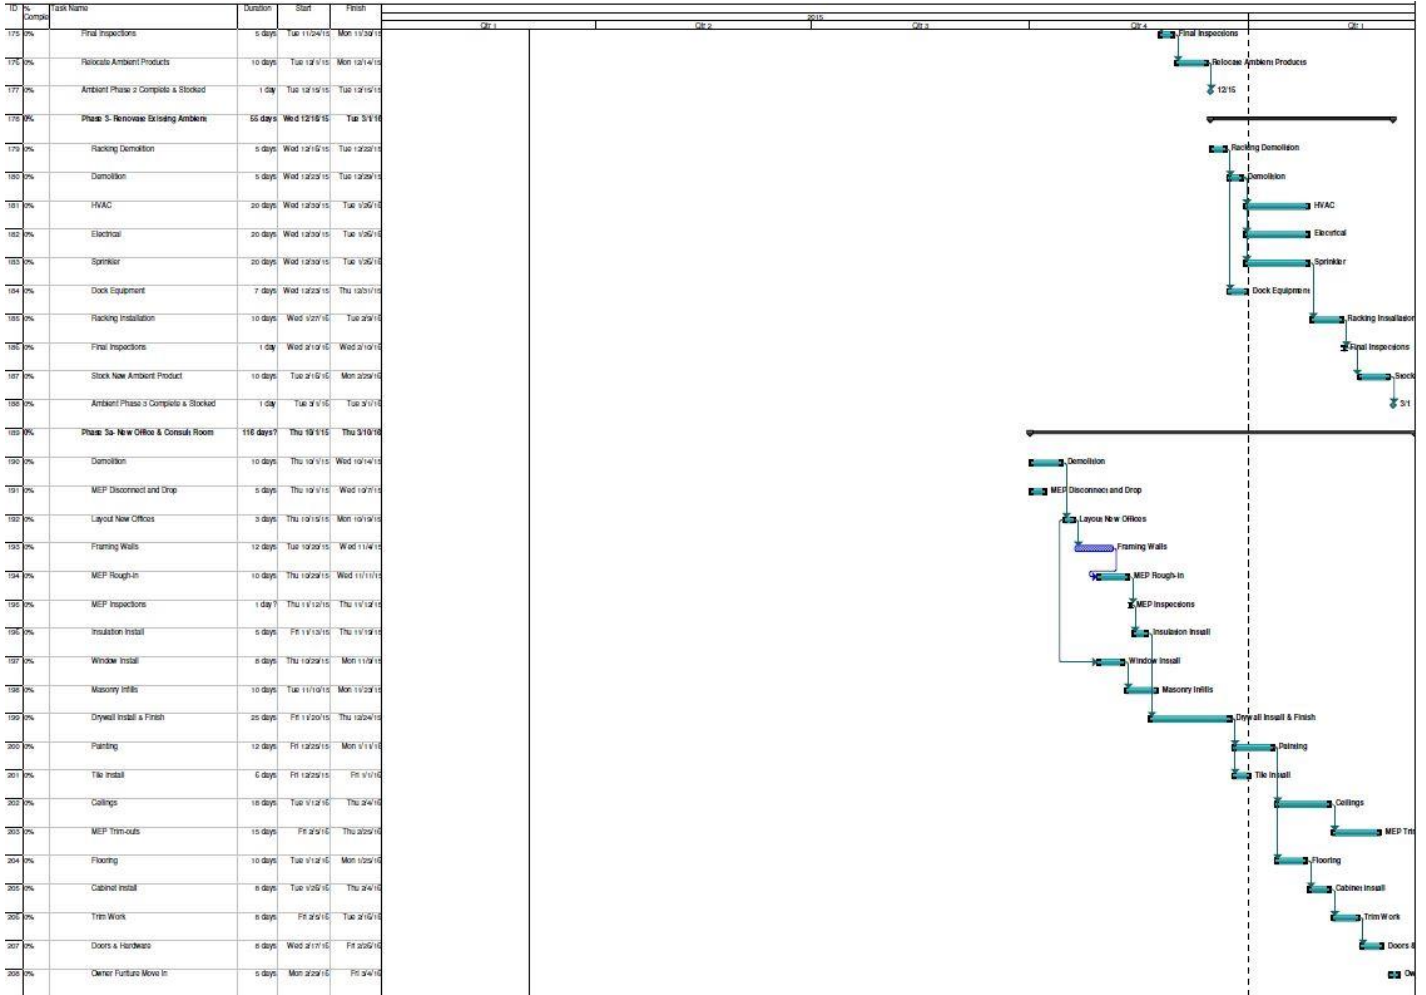 ID % Comple Task Name Duration Start Finish
2015
Qtr 1 Qtr 2 Qtr 3 Qtr 4 Qtr 1
175 0% Final Inspections 5 days Tue 11/24/15 Mon 11/30/15 Final Inspections
176 0% Relocate Ambient Products 10 days Tue 12/1/15 Mon 12/14/15 Relocate Ambient Products
177 0% Ambient Phase 2 Complete & Stocked 1 day Tue 12/15/15 Tue 12/15/15 12/15
178 0% Phase 3- Renovate Existing Ambient 55 days Wed 12/16/15 Tue 3/1/16
179 0% Racking Demolition 5 days Wed 12/16/15 Tue 12/22/15 Racking Demolition
180 0% Demolition 5 days Wed 12/23/15 Tue 12/29/15 Demolition
181 0% HVAC 20 days Wed 12/30/15 Tue 1/26/16 HVAC
182 0% Electrical 20 days Wed 12/30/15 Tue 1/26/16 Electrical
183 0% Sprinkler 20 days Wed 12/30/15 Tue 1/26/16 Sprinkler
184 0% Dock Equipment 7 days Wed 12/23/15 Thu 12/31/15 Dock Equipment
185 0% Racking Installation 10 days Wed 1/27/16 Tue 2/9/16 Racking Installation
186 0% Final Inspections 1 day Wed 2/10/16 Wed 2/10/16 Final Inspections
187 0% Stock New Ambient Product 10 days Tue 2/16/16 Mon 2/29/16 Stock
188 0% Ambient Phase 3 Complete & Stocked 1 day Tue 3/1/16 Tue 3/1/16 3/1
189 0% Phase 3a- New Office & Consult Room 116 days? Thu 10/1/15 Thu 3/10/16
190 0% Demolition 10 days Thu 10/1/15 Wed 10/14/15 Demolition
191 0% MEP Disconnect and Drop 5 days Thu 10/1/15 Wed 10/7/15 MEP Disconnect and Drop
192 0% Layout New Offices 3 days Thu 10/15/15 Mon 10/19/15 Layout New Offices
193 0% Framing Walls 12 days Tue 10/20/15 Wed 11/4/15 Framing Walls
194 0% MEP Rough-in 10 days Thu 10/29/15 Wed 11/11/15 MEP Rough-in
195 0% MEP Inspections 1 day? Thu 11/12/15 Thu 11/12/15 MEP Inspections
196 0% Insulation Install 5 days Fri 11/13/15 Thu 11/19/15 Insulation Install
197 0% Window Install 8 days Thu 10/29/15 Mon 11/9/15 Window Install
198 0% Masonry Infills 10 days Tue 11/10/15 Mon 11/23/15 Masonry Infills
199 0% Drywall Install & Finish 25 days Fri 11/20/15 Thu 12/24/15 Drywall Install & Finish
200 0% Painting 12 days Fri 12/25/15 Mon 1/11/16 Painting
201 0% Tile Install 6 days Fri 12/25/15 Fri 1/1/16 Tile Install
202 0% Ceilings 18 days Tue 1/12/16 Thu 2/4/16 Ceilings
203 0% MEP Trim-outs 15 days Fri 2/5/16 Thu 2/25/16 MEP Tri
204 0% Flooring 10 days Tue 1/12/16 Mon 1/25/16 Flooring
205 0% Cabinet Install 8 days Tue 1/26/16 Thu 2/4/16 Cabinet Install
206 0% Trim Work 8 days Fri 2/5/16 Tue 2/16/16 Trim Work
207 0% Doors & Hardware 8 days Wed 2/17/16 Fri 2/26/16 Doors &
208 0% Owner Furiture Move In 5 days Mon 2/29/16 Fri 3/4/16 Ow